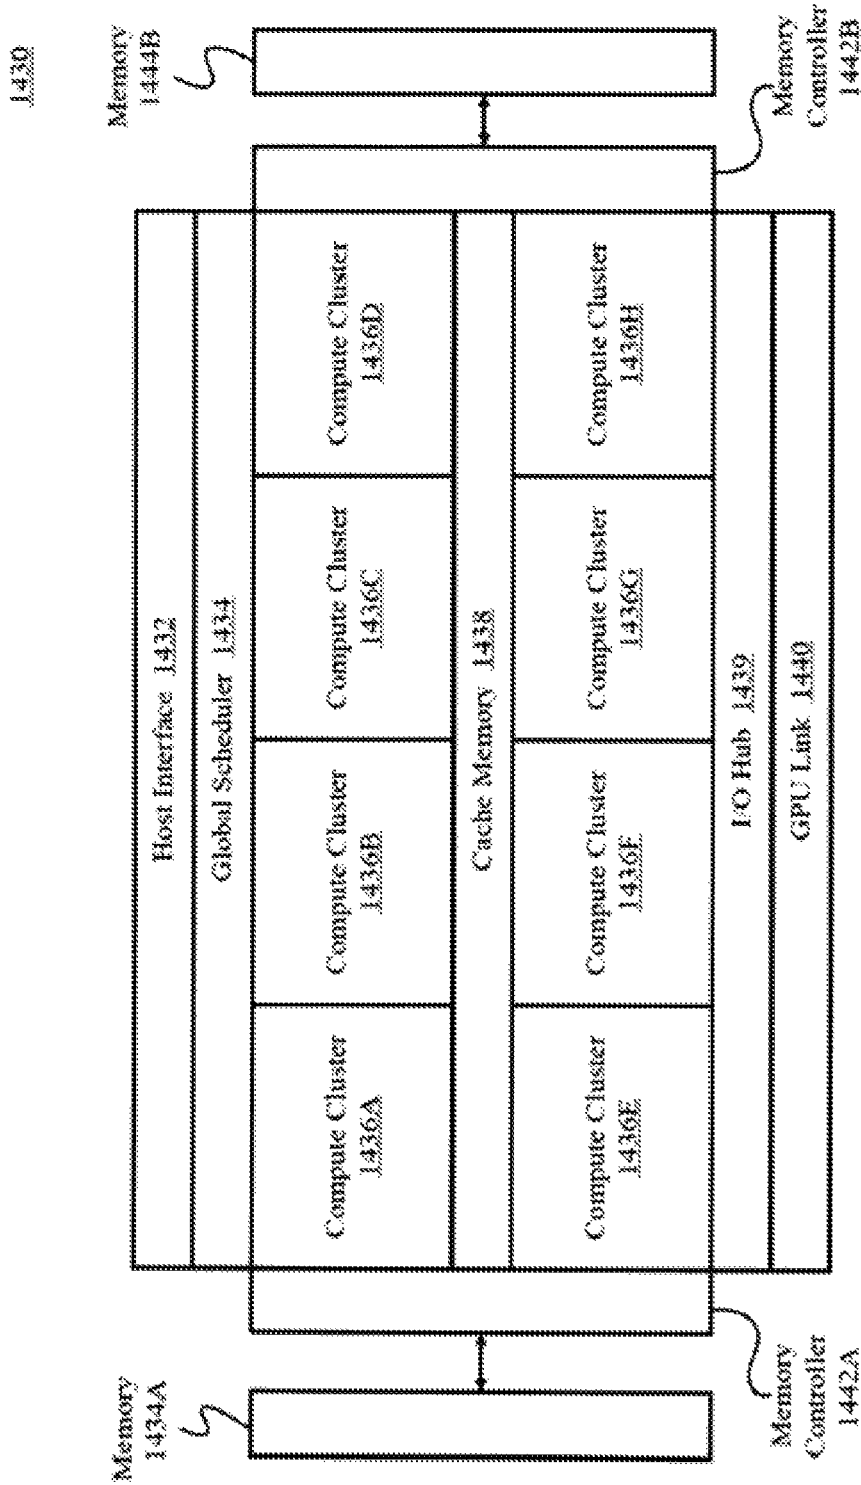 1430
Memory
1434A
Memory
1444B
Host Interface 1432
Global Scheduler 1434
Compute Cluster
1436A
Compute Cluster
1436B
Compute Cluster
1436C
Compute Cluster
1436D
Cache Memory 1438
Compute Cluster
1436E
Compute Cluster
1436F
Compute Cluster
1436G
Compute Cluster
1436H
I/O Hub 1439
GPU Link 1440
Memory
Controller
1442A
Memory
Controller
1442B